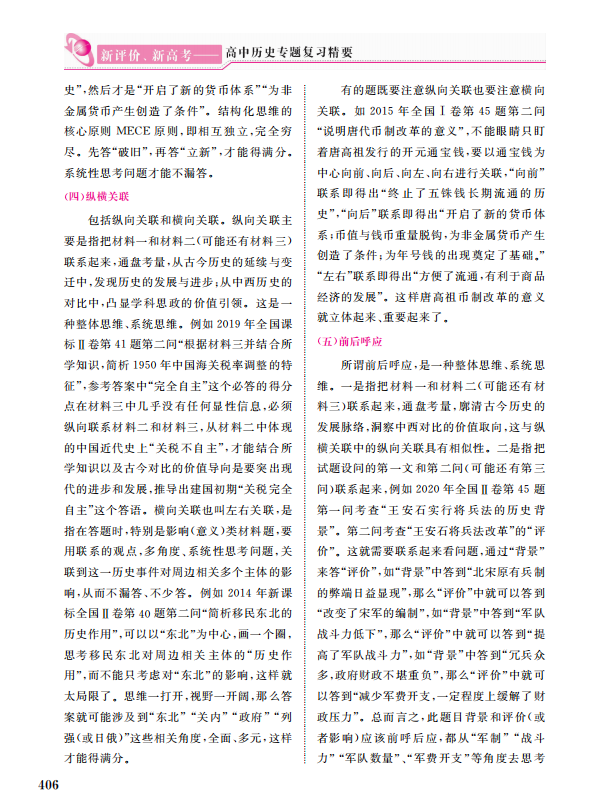 新评价、新高考——高中历史专题复习精要
史”,然后才是“开启了新的货币体系”“为非
金属货币产生创造了条件”。结构化思维的
核心原则 MECE 原则,即相互独立,完全穷
尽。先答“破旧”,再答“立新”,才能得满分。
系统性思考问题才能不漏答。
(四)纵横关联
包括纵向关联和横向关联。纵向关联主
要是指把材料一和材料二(可能还有材料三)
联系起来,通盘考量,从古今历史的延续与变
迁中,发现历史的发展与进步;从中西历史的
对比中,凸显学科思政的价值引领。这是一
种整体思维、系统思维。例如 2019 年全国课
标Ⅱ卷第 41 题第二问“根据材料三并结合所
学知识,简析 1950 年中国海关税率调整的特
征”,参考答案中“完全自主”这个必答的得分
点在材料三中几乎没有任何显性信息,必须
纵向联系材料二和材料三,从材料二中体现
的中国近代史上“关税不自主”,才能结合所
学知识以及古今对比的价值导向是要突出现
代的进步和发展,推导出建国初期“关税完全
自主”这个答语。横向关联也叫左右关联,是
指在答题时,特别是影响(意义)类材料题,要
用联系的观点,多角度、系统性思考问题,关
联到这一历史事件对周边相关多个主体的影
响,从而不漏答、不少答。例如 2014 年新课
标全国Ⅱ卷第 40 题第二问“简析移民东北的
历史作用”,可以以“东北”为中心,画一个圈,
思考移民东北对周边相关主体的“历史作
用”,而不能只考虑对“东北”的影响,这样就
太局限了。思维一打开,视野一开阔,那么答
案就可能涉及到“东北”“关内”“政府”“列
强(或日俄)”这些相关角度,全面、多元,这样
才能得满分。
有的题既要注意纵向关联也要注意横向
关联。如 2015 年全国Ⅰ卷第 45 题第二问
“说明唐代币制改革的意义”,不能眼睛只盯
着唐高祖发行的开元通宝钱,要以通宝钱为
中心向前、向后、向左、向右进行关联,“向前”
联系即得出“终止了五铢钱长期流通的历
史”,“向后”联系即得出“开启了新的货币体
系;币值与钱币重量脱钩,为非金属货币产生
创造了条件;为年号钱的出现奠定了基础。”
“左右”联系即得出“方便了流通,有利于商品
经济的发展”。这样唐高祖币制改革的意义
就立体起来、重要起来了。
(五)前后呼应
所谓前后呼应,是一种整体思维、系统思
维。一是指把材料一和材料二(可能还有材
料三)联系起来,通盘考量,廓清古今历史的
发展脉络,洞察中西对比的价值取向,这与纵
横关联中的纵向关联具有相似性。二是指把
试题设问的第一文和第二问(可能还有第三
问)联系起来,例如 2020 年全国Ⅱ卷第 45 题
第一问考查“王安石实行将兵法的历史背
景”。第二问考查“王安石将兵法改革”的“评
价”。这就需要联系起来看问题,通过“背景”
来答“评价”,如“背景”中答到“北宋原有兵制
的弊端日益显现”,那么“评价”中就可以答到
“改变了宋军的编制”,如“背景”中答到“军队
战斗力低下”,那么“评价”中就可以答到“提
高了军队战斗力”,如“背景”中答到“冗兵众
多,政府财政不堪重负”,那么“评价”中就可
以答到“减少军费开支,一定程度上缓解了财
政压力”。总而言之,此题目背景和评价(或
者影响)应该前呼后应,都从“军制”“战斗
力”“军队数量”、“军费开支”等角度去思考
406